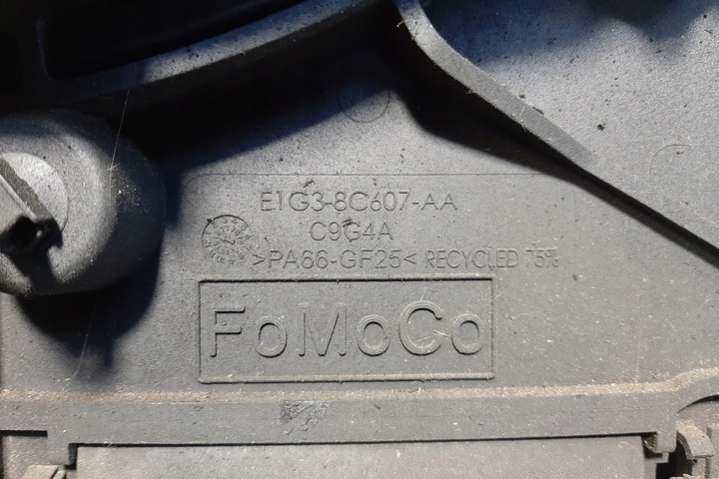 E1G3-8C607-AA
C9G4A
>PA66-GF25< RECYCLED 75%
FoMoCo